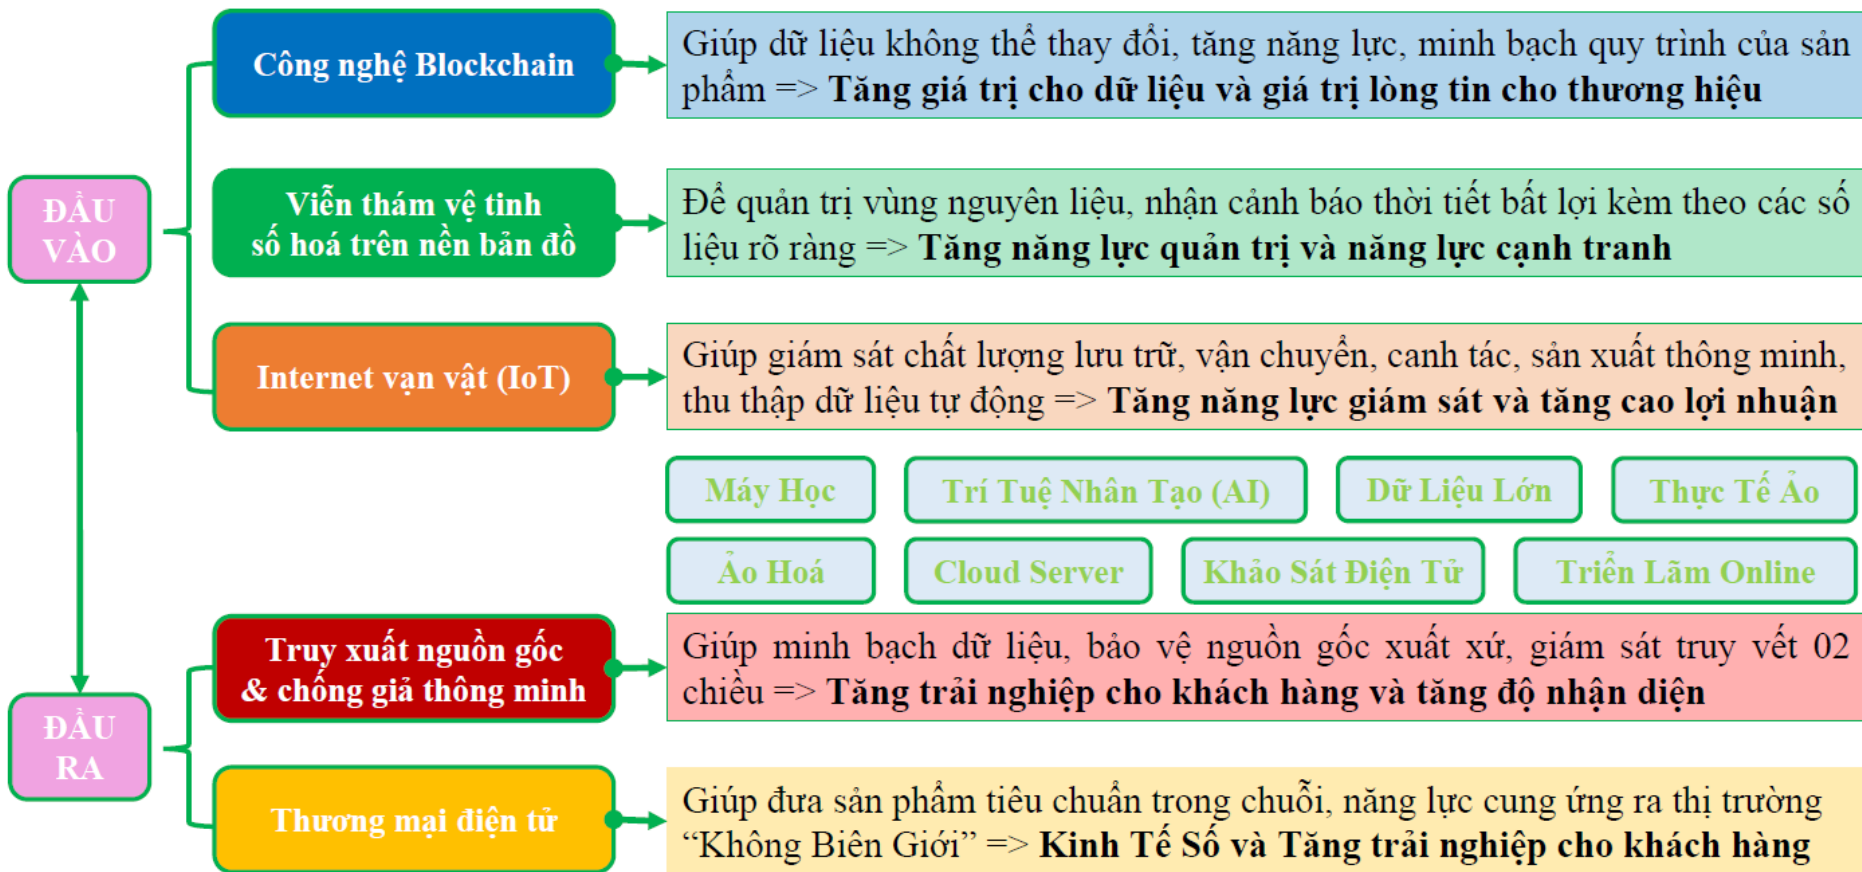 Công nghệ Blockchain
Giúp dữ liệu không thể thay đổi, tăng năng lực, minh bạch quy trình của sản
phẩm => Tăng giá trị cho dữ liệu và giá trị lòng tin cho thương hiệu
ĐẦU
VÀO
Viễn thám vệ tinh
số hoá trên nền bản đồ
Để quản trị vùng nguyên liệu, nhận cảnh báo thời tiết bất lợi kèm theo các số
liệu rõ ràng => Tăng năng lực quản trị và năng lực cạnh tranh
Internet vạn vật (IoT)
Giúp giám sát chất lượng lưu trữ, vận chuyển, canh tác, sản xuất thông minh,
thu thập dữ liệu tự động => Tăng năng lực giám sát và tăng cao lợi nhuận
Máy Học
Trí Tuệ Nhân Tạo (AI)
Dữ Liệu Lớn
Thực Tế Ảo
Ảo Hoá
Cloud Server
Khảo Sát Điện Tử
Triển Lãm Online
ĐẦU
RA
Truy xuất nguồn gốc
& chống giả thông minh
Giúp minh bạch dữ liệu, bảo vệ nguồn gốc xuất xứ, giám sát truy vết 02
chiều => Tăng trải nghiệp cho khách hàng và tăng độ nhận diện
Thương mại điện tử
Giúp đưa sản phẩm tiêu chuẩn trong chuỗi, năng lực cung ứng ra thị trường
“Không Biên Giới” => Kinh Tế Số và Tăng trải nghiệp cho khách hàng